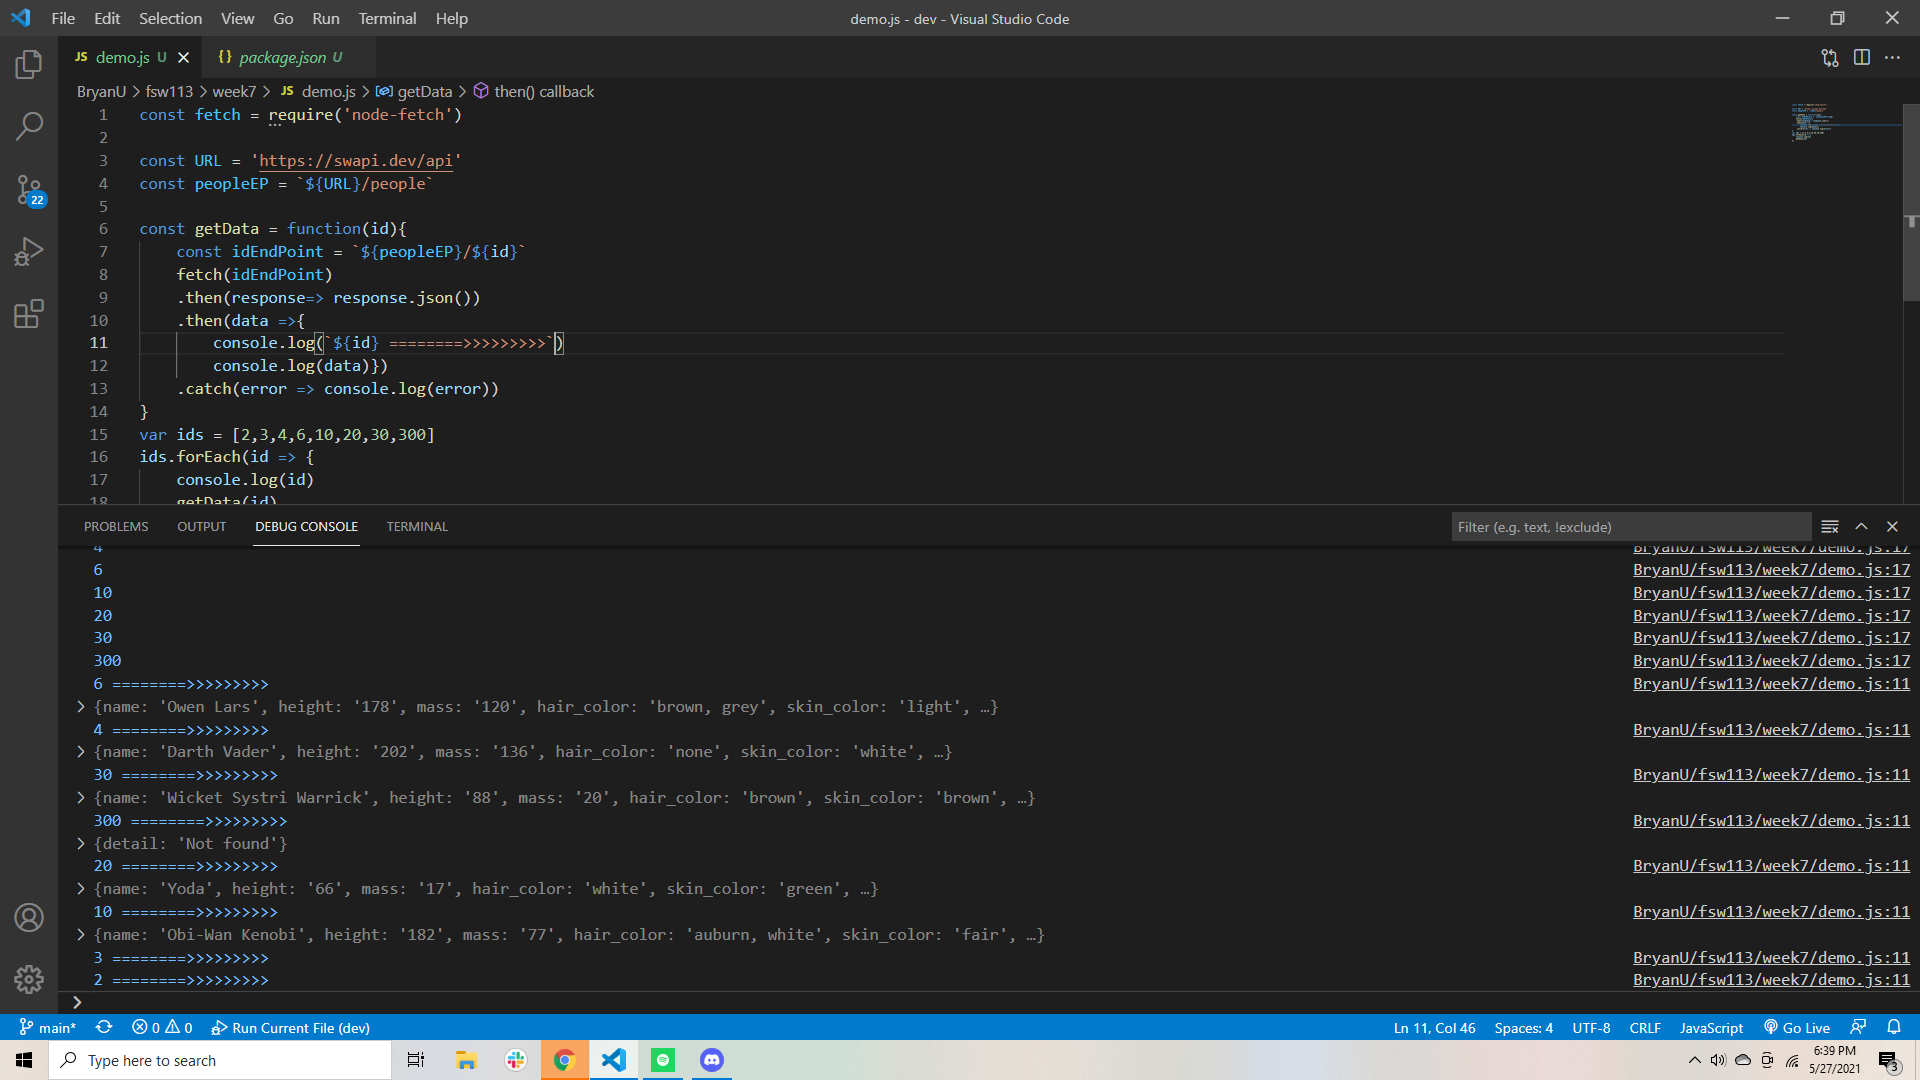 File Edit Selection View Go Run Terminal Help
demo.js - dev - Visual Studio Code
JS demo.js U
{} package.json U
BryanU > fsw113 > week7 > JS demo.js > getData > then() callback
1 const fetch = require('node-fetch')
2
3 const URL = 'https://swapi.dev/api'
4 const peopleEP = `${URL}/people`
5
6 const getData = function(id){
7 const idEndPoint = `${peopleEP}/${id}`
8 fetch(idEndPoint)
9 .then(response=> response.json())
10 .then(data =>{
11 console.log(`${id} ========>>>>>>>>>`)
12 console.log(data)})
13 .catch(error => console.log(error))
14 }
15 var ids = [2,3,4,6,10,20,30,300]
16 ids.forEach(id => {
17 console.log(id)
18 getData(id)
22
PROBLEMS OUTPUT DEBUG CONSOLE TERMINAL
Filter (e.g. text, !exclude)
4 BryanU/fsw113/week7/demo.js:17
6 BryanU/fsw113/week7/demo.js:17
10 BryanU/fsw113/week7/demo.js:17
20 BryanU/fsw113/week7/demo.js:17
30 BryanU/fsw113/week7/demo.js:17
300 BryanU/fsw113/week7/demo.js:17
6 ========>>>>>>>>> BryanU/fsw113/week7/demo.js:11
> {name: 'Owen Lars', height: '178', mass: '120', hair_color: 'brown, grey', skin_color: 'light', …}
4 ========>>>>>>>>> BryanU/fsw113/week7/demo.js:11
> {name: 'Darth Vader', height: '202', mass: '136', hair_color: 'none', skin_color: 'white', …}
30 ========>>>>>>>>> BryanU/fsw113/week7/demo.js:11
> {name: 'Wicket Systri Warrick', height: '88', mass: '20', hair_color: 'brown', skin_color: 'brown', …}
300 ========>>>>>>>>> BryanU/fsw113/week7/demo.js:11
> {detail: 'Not found'}
20 ========>>>>>>>>> BryanU/fsw113/week7/demo.js:11
> {name: 'Yoda', height: '66', mass: '17', hair_color: 'white', skin_color: 'green', …}
10 ========>>>>>>>>> BryanU/fsw113/week7/demo.js:11
> {name: 'Obi-Wan Kenobi', height: '182', mass: '77', hair_color: 'auburn, white', skin_color: 'fair', …}
3 ========>>>>>>>>> BryanU/fsw113/week7/demo.js:11
2 ========>>>>>>>>> BryanU/fsw113/week7/demo.js:11
>
main* 0 0 Run Current File (dev)
Ln 11, Col 46 Spaces: 4 UTF-8 CRLF JavaScript Go Live
Type here to search
6:39 PM
5/27/2021
3